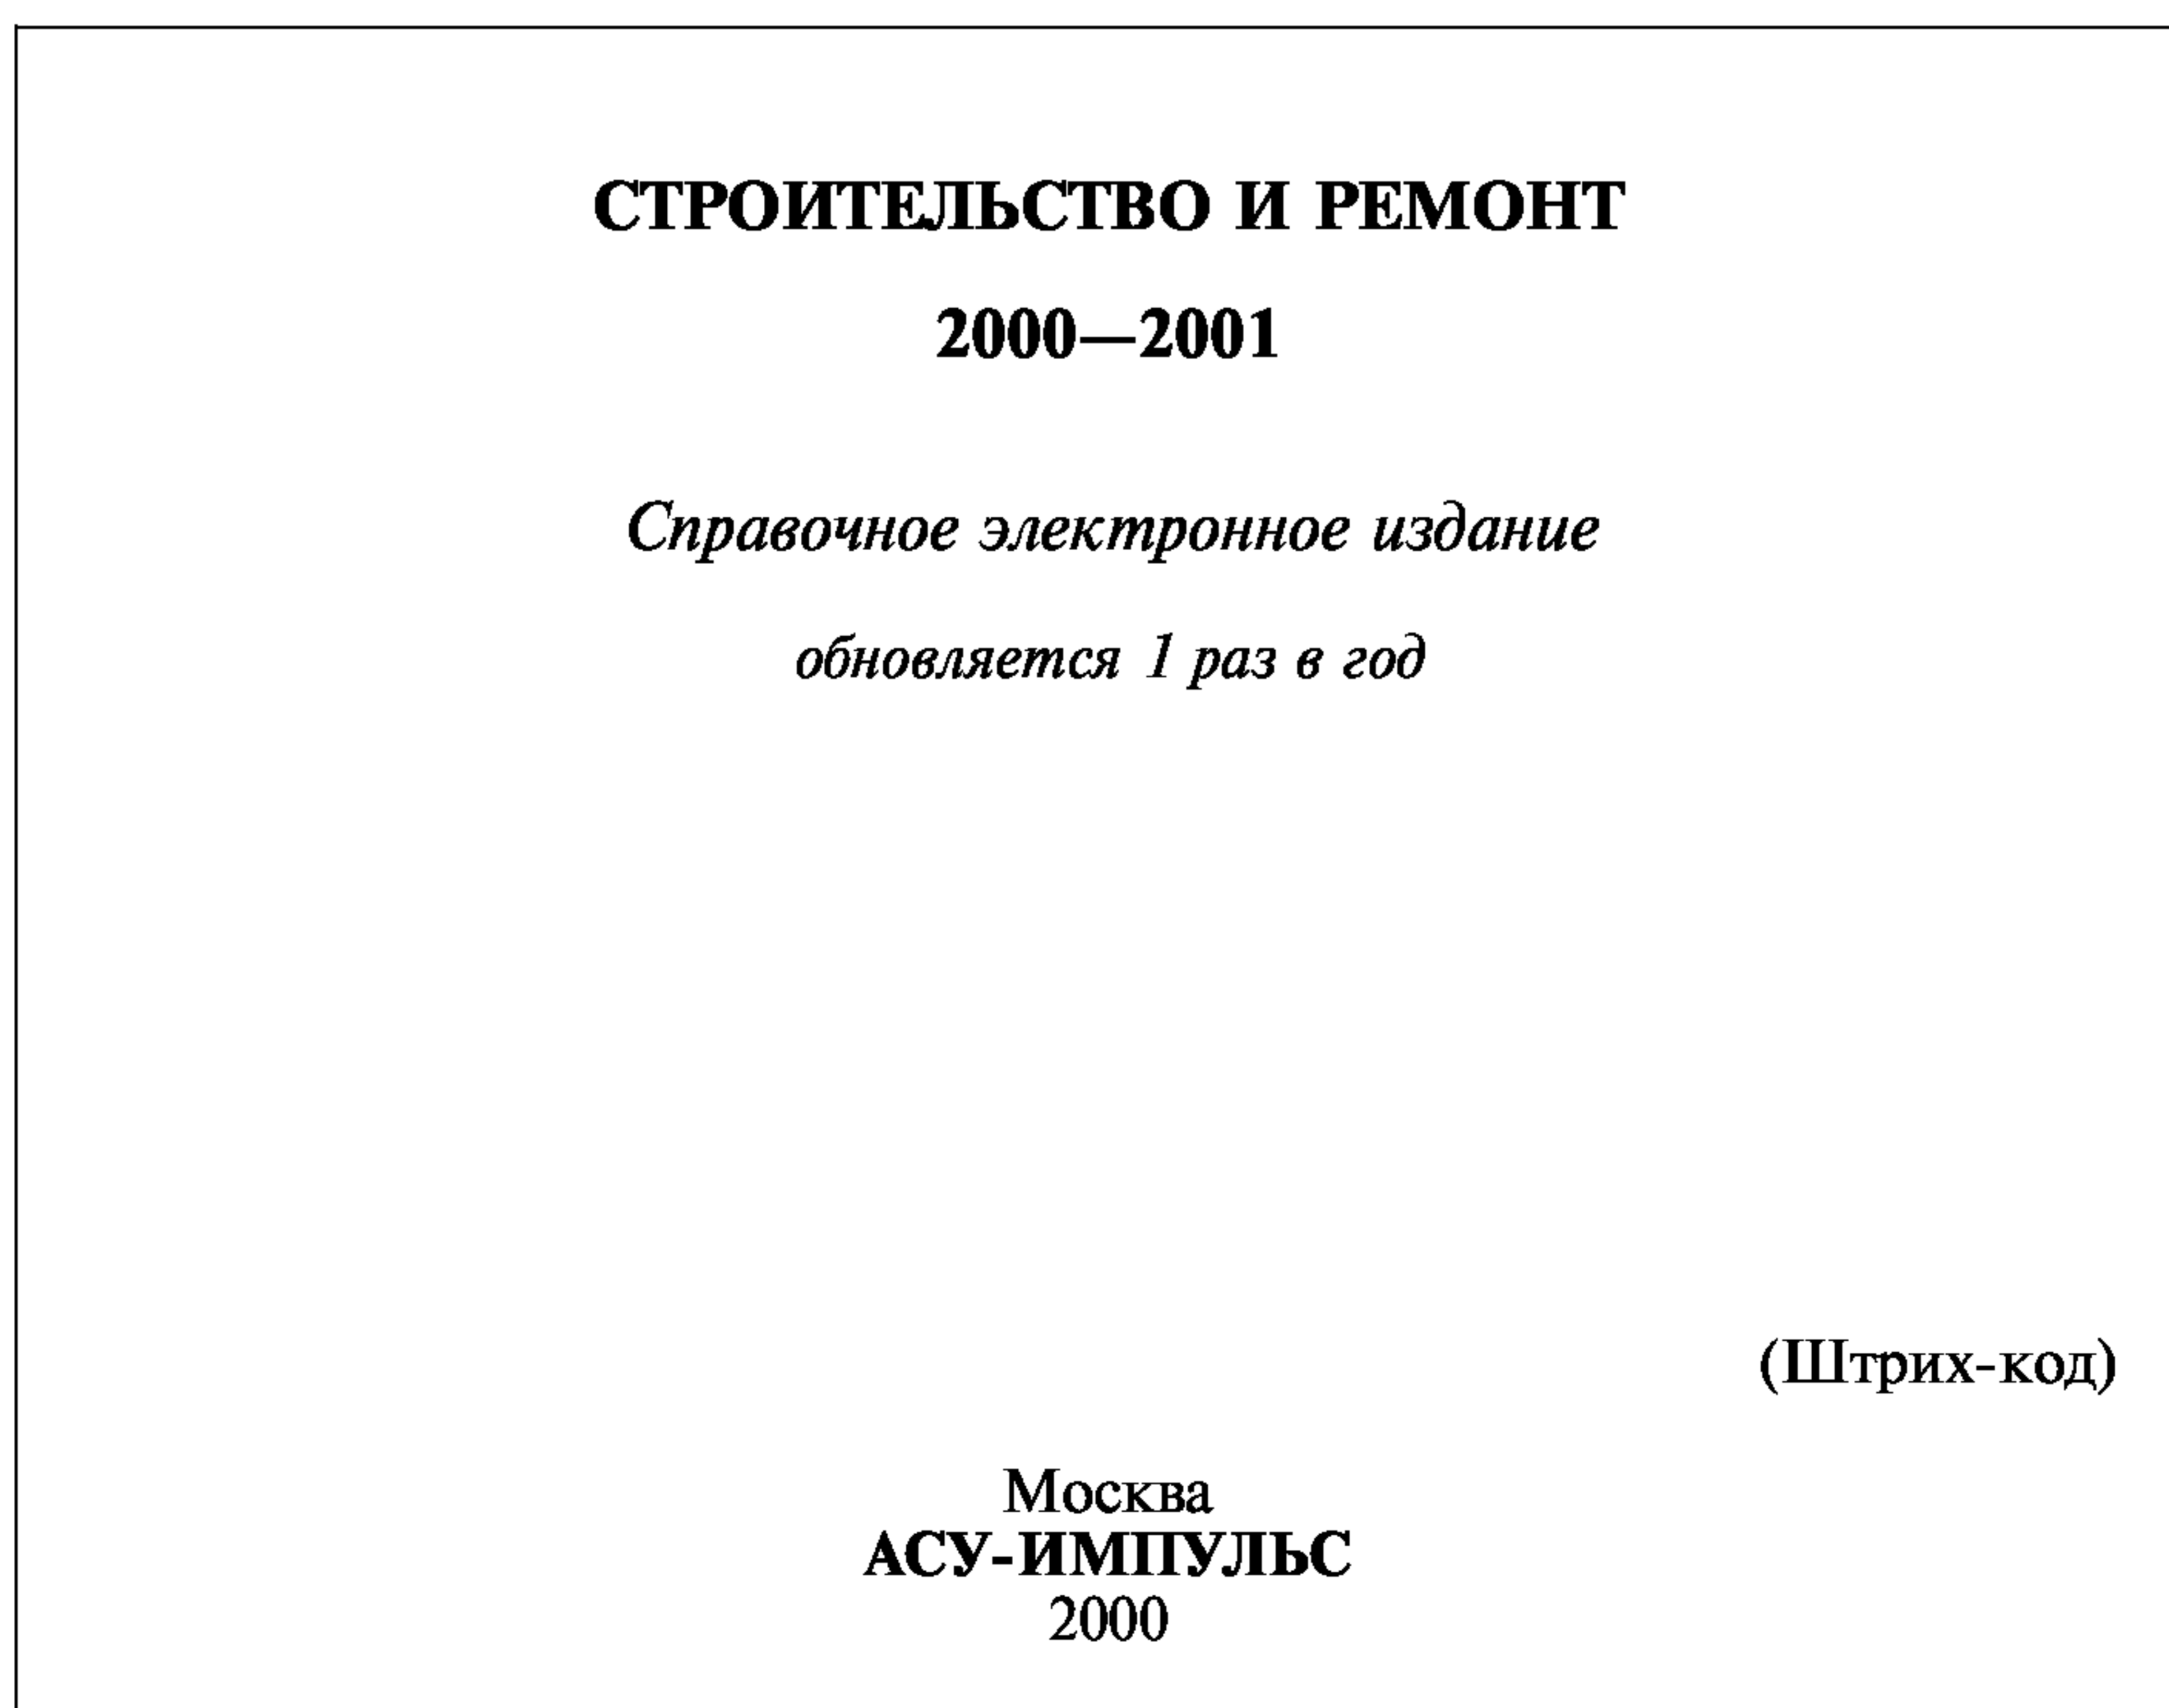 СТРОИТЕЛЬСТВО И РЕМОНТ
2000—2001
Справочное электронное издание
обновляется 1 раз в год
(Штрих-код)
Москва
АСУ-ИМПУЛЬС
2000